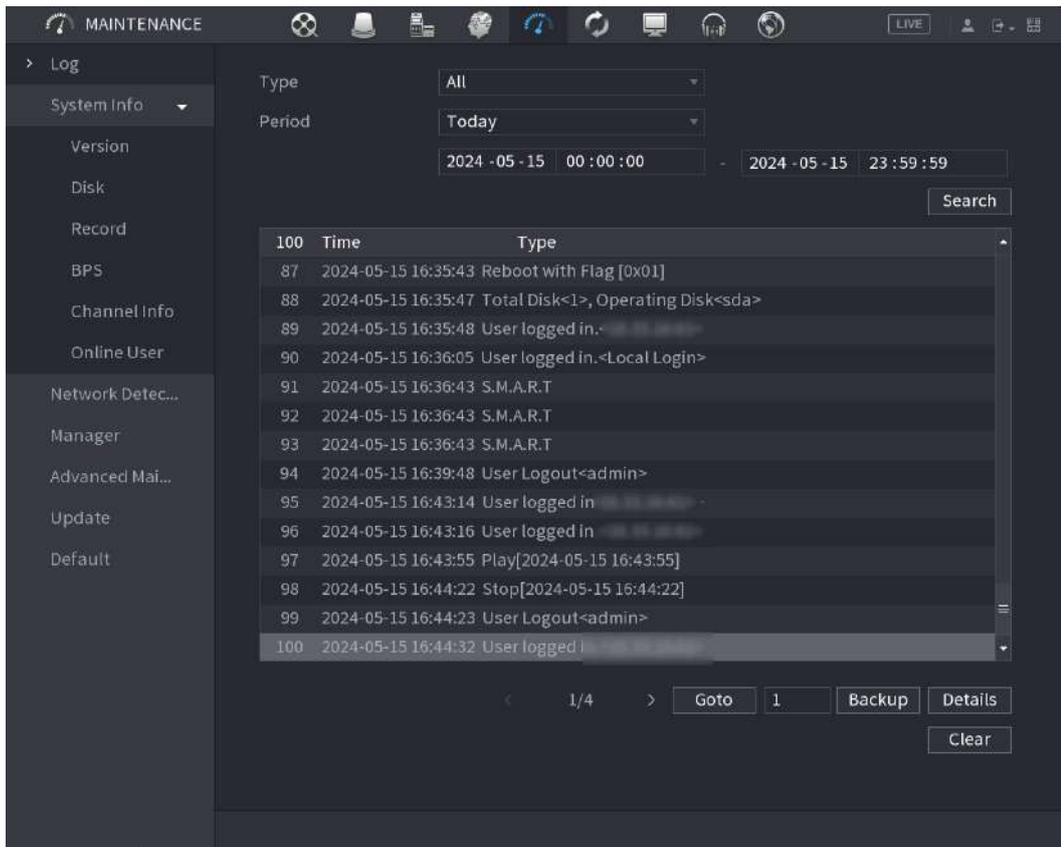 MAINTENANCE
LIVE
Log
System Info
Version
Disk
Record
BPS
Channel Info
Online User
Network Detec...
Manager
Advanced Mai...
Update
Default
Type All
Period Today
2024 -05 -15 00 : 00 : 00 - 2024 -05 -15 23 : 59 : 59
Search
100 Time Type
87 2024-05-15 16:35:43 Reboot with Flag [0x01]
88 2024-05-15 16:35:47 Total Disk<1>, Operating Disk<sda>
89 2024-05-15 16:35:48 User logged in.<
90 2024-05-15 16:36:05 User logged in.<Local Login>
91 2024-05-15 16:36:43 S.M.A.R.T
92 2024-05-15 16:36:43 S.M.A.R.T
93 2024-05-15 16:36:43 S.M.A.R.T
94 2024-05-15 16:39:48 User Logout<admin>
95 2024-05-15 16:43:14 User logged in
96 2024-05-15 16:43:16 User logged in
97 2024-05-15 16:43:55 Play[2024-05-15 16:43:55]
98 2024-05-15 16:44:22 Stop[2024-05-15 16:44:22]
99 2024-05-15 16:44:23 User Logout<admin>
100 2024-05-15 16:44:32 User logged
1/4 Goto 1 Backup Details
Clear